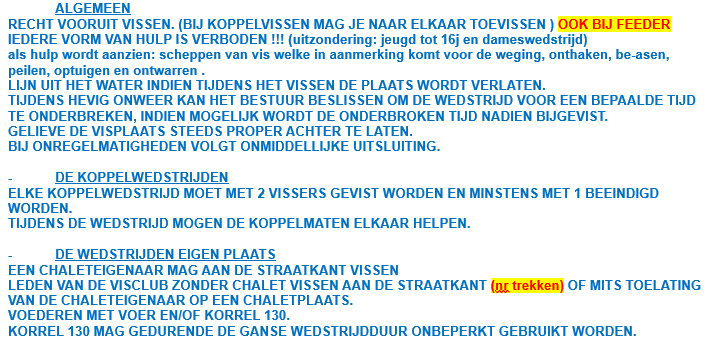 ALGEMEEN
RECHT VOORUIT VISSEN. (BIJ KOPPELVISSEN MAG JE NAAR ELKAAR TOEVISSEN ) OOK BIJ FEEDER
IEDERE VORM VAN HULP IS VERBODEN !!! (uitzondering: jeugd tot 16j en dameswedstrijd)
als hulp wordt aanzien: scheppen van vis welke in aanmerking komt voor de weging, onthaken, be-asen,
peilen, optuigen en ontwarren .
LIJN UIT HET WATER INDIEN TIJDENS HET VISSEN DE PLAATS WORDT VERLATEN.
TIJDENS HEVIG ONWEER KAN HET BESTUUR BESLISSEN OM DE WEDSTRIJD VOOR EEN BEPAALDE TIJD
TE ONDERBREKEN, INDIEN MOGELIJK WORDT DE ONDERBROKEN TIJD NADIEN BIJGEVIST.
GELIEVE DE VISPLAATS STEEDS PROPER ACHTER TE LATEN.
BIJ ONREGELMATIGHEDEN VOLGT ONMIDDELLIJKE UITSLUITING.
- DE KOPPELWEDSTRIJDEN
ELKE KOPPELWEDSTRIJD MOET MET 2 VISSERS GEVIST WORDEN EN MINSTENS MET 1 BEEINDIGD
WORDEN.
TIJDENS DE WEDSTRIJD MOGEN DE KOPPELMATEN ELKAAR HELPEN.
- DE WEDSTRIJDEN EIGEN PLAATS
EEN CHALETEIGENAAR MAG AAN DE STRAATKANT VISSEN
LEDEN VAN DE VISCLUB ZONDER CHALET VISSEN AAN DE STRAATKANT (nr trekken) OF MITS TOELATING
VAN DE CHALETEIGENAAR OP EEN CHALETPLAATS.
VOEDEREN MET VOER EN/OF KORREL 130.
KORREL 130 MAG GEDURENDE DE GANSE WEDSTRIJDDUUR ONBEPERKT GEBRUIKT WORDEN.